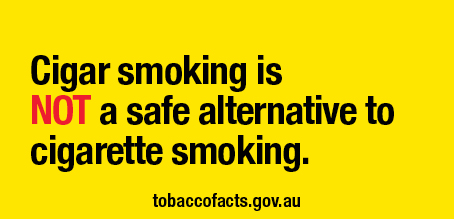 Cigar smoking is
NOT a safe alternative to
cigarette smoking.
tobaccofacts.gov.au